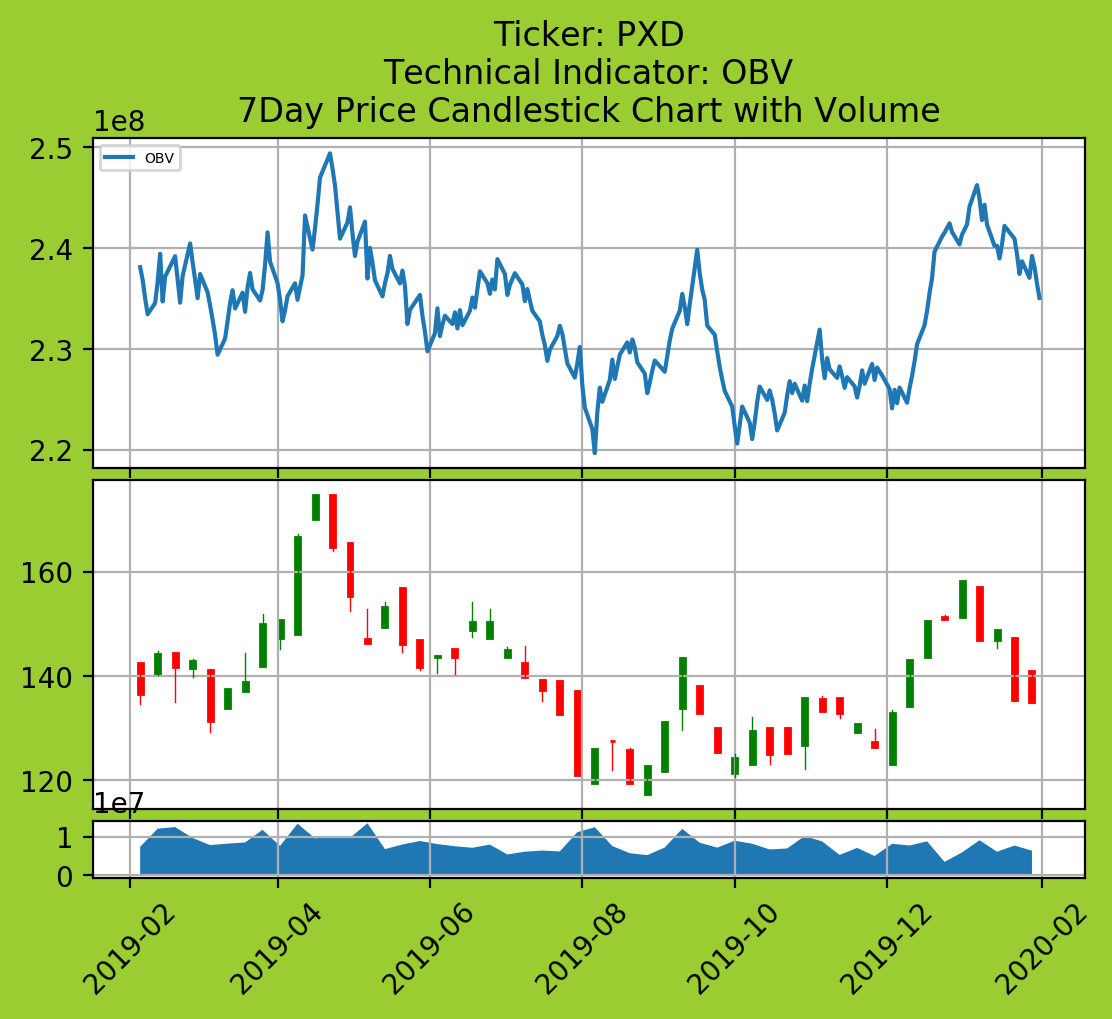 Ticker: PXD
Technical Indicator: OBV
7Day Price Candlestick Chart with Volume
1e8
OBV
2.5
2.4
2.3
2.2
160
140
120
1e7
1
0
2019-02
2019-04
2019-06
2019-08
2019-10
2019-12
2020-02